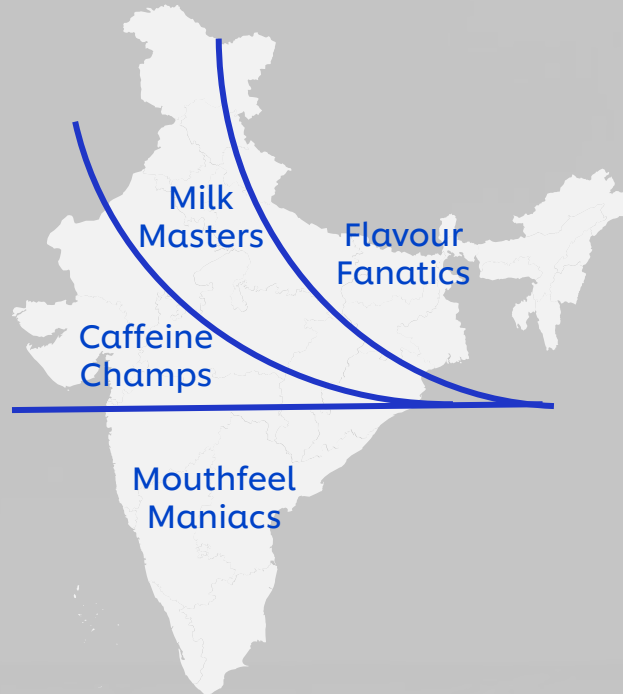 Milk
Masters
Flavour
Fanatics
Caffeine
Champs
Mouthfeel
Maniacs